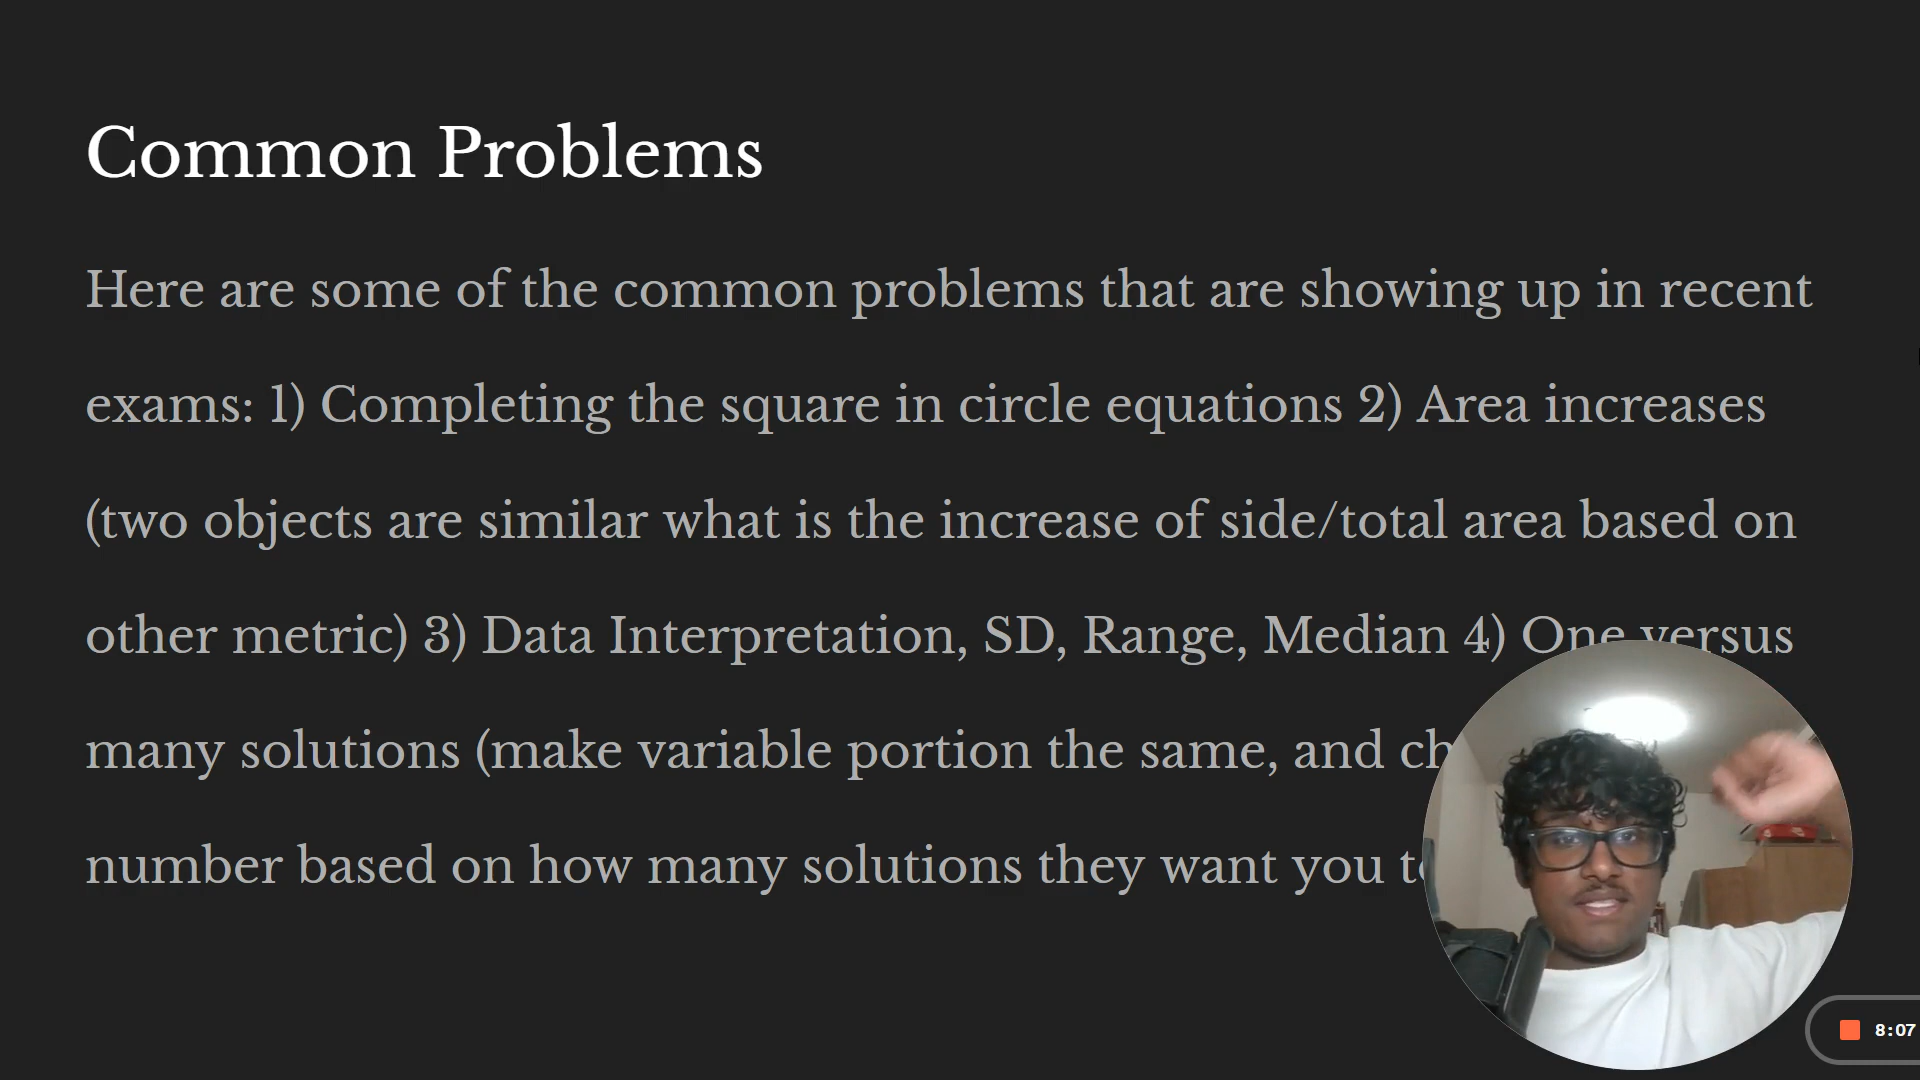 Common Problems
Here are some of the common problems that are showing up in recent
exams: 1) Completing the square in circle equations 2) Area increases
(two objects are similar what is the increase of side/total area based on
other metric) 3) Data Interpretation, SD, Range, Median 4) One versus
many solutions (make variable portion the same, and
number based on how many solutions they want you
8:07